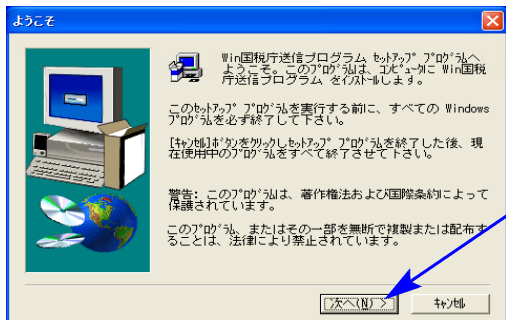 ようこそ
Win国税庁送信プログラム ｾｯﾄｱｯﾌﾟ ﾌﾟﾛｸﾞﾗﾑへ
ようこそ。このﾌﾟﾛｸﾞﾗﾑは、ｺﾝﾋﾟｭｰﾀに Win国税
庁送信プログラム をｲﾝｽﾄｰﾙします。
このｾｯﾄｱｯﾌﾟ ﾌﾟﾛｸﾞﾗﾑを実行する前に、すべての Windows
ﾌﾟﾛｸﾞﾗﾑを必ず終了して下さい。
[ｷｬﾝｾﾙ]ﾎﾞﾀﾝをｸﾘｯｸしｾｯﾄｱｯﾌﾟ ﾌﾟﾛｸﾞﾗﾑを終了した後、現
在使用中のﾌﾟﾛｸﾞﾗﾑをすべて終了させて下さい。
警告: このﾌﾟﾛｸﾞﾗﾑは、著作権法および国際条約によって
保護されています。
このﾌﾟﾛｸﾞﾗﾑ、またはその一部を無断で複製または配布す
ることは、法律により禁止されています。
次へ(N) >
ｷｬﾝｾﾙ